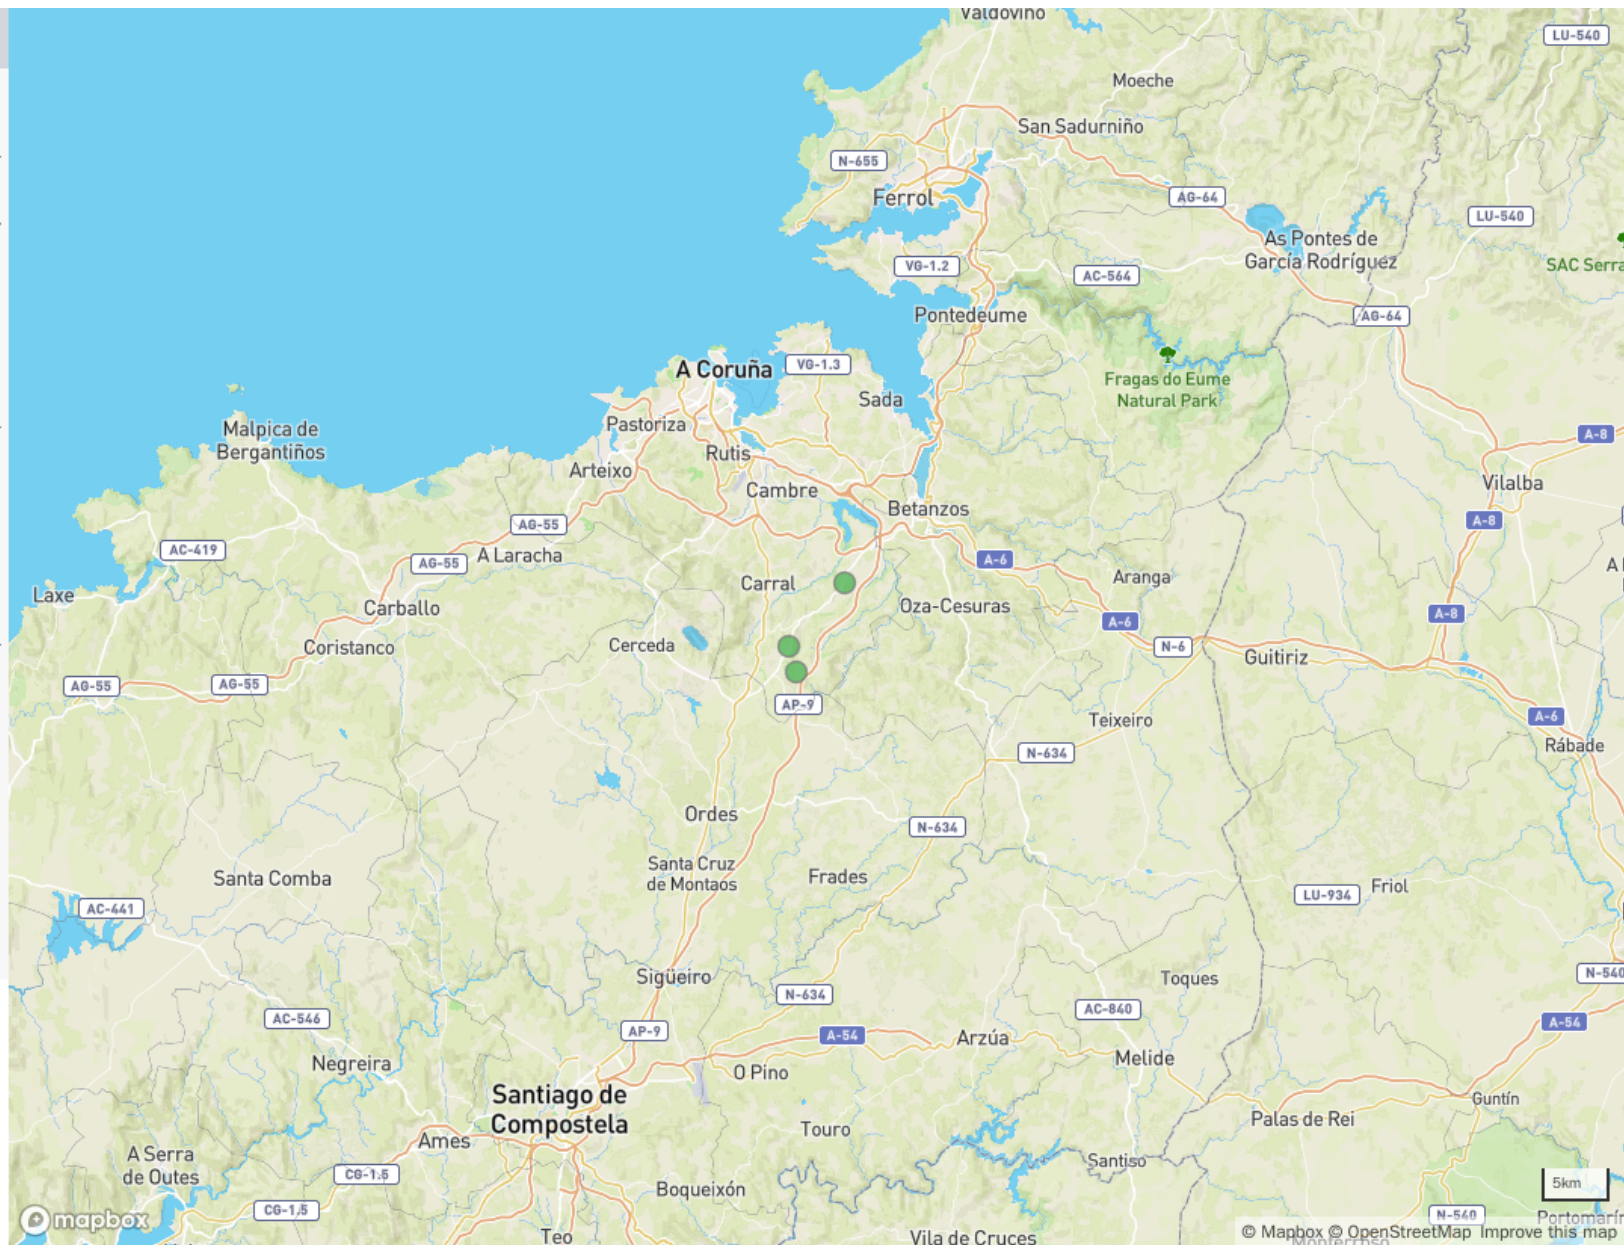 Valdoviño
LU-540
Moeche
San Sadurniño
N-655
Ferrol
AG-64
LU-540
As Pontes de
García Rodríguez
SAC Serra
VG-1.2
AC-564
Pontedeume
AG-64
A Coruña
VG-1.3
Fragas do Eume
Natural Park
Sada
Malpica de
Bergantiños
Pastoriza
A-8
Rutis
Arteixo
Cambre
Vilalba
Betanzos
AG-55
A-8
AC-419
A Laracha
AG-55
A-6
Carral
Aranga
Laxe
Carballo
Oza-Cesuras
A-6
A-8
Coristanco
Cerceda
N-6
Guitiriz
AG-55
AG-55
AP-9
Teixeiro
A-6
N-634
Rábade
Ordes
N-634
Santa Cruz
de Montaos
Santa Comba
Frades
LU-934
Friol
AC-441
Sigüeiro
Toques
N-540
N-634
AC-546
AC-840
AP-9
A-54
A-54
Arzúa
Negreira
O Pino
Melide
Santiago de
Compostela
Guntín
Palas de Rei
Touro
Ames
A Serra
de Outes
Santiso
CG-1.5
5km
Boqueixón
CG-1.5
N-540
Portomarín
mapbox
Teo
Vila de Cruces
© Mapbox © OpenStreetMap Improve this map